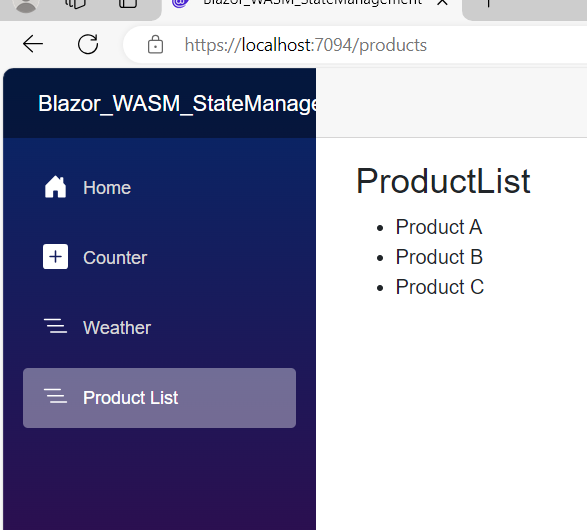 Blazor_WASM_StateManagement
https://localhost:7094/products
Blazor_WASM_StateManage
ProductList
Home
Product A
Product B
Counter
Product C
Weather
Product List